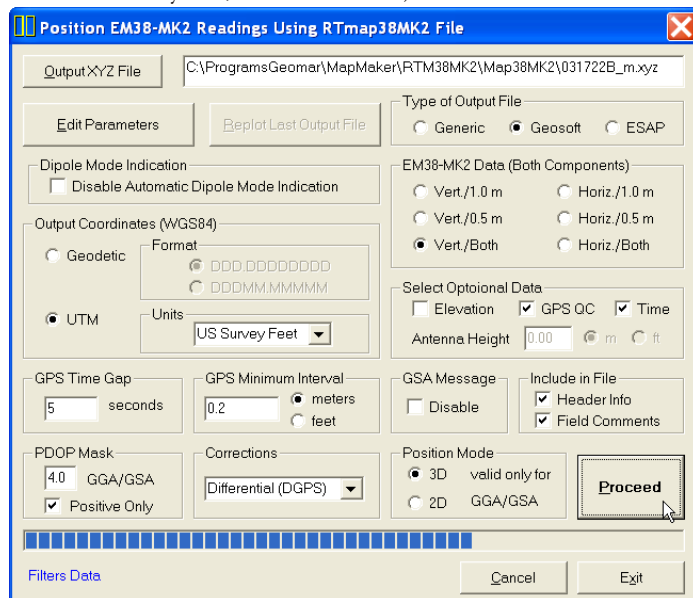 Position EM38-MK2 Readings Using RTmap38MK2 File
Output XYZ File
C:\ProgramsGeomar\MapMaker\RTM38MK2\Map38MK2\031722B_m.xyz
Edit Parameters
Replot Last Output File
Type of Output File
Generic Geosoft ESAP
Dipole Mode Indication
Disable Automatic Dipole Mode Indication
EM38-MK2 Data (Both Components)
Vert./1.0 m Horiz./1.0 m
Vert./0.5 m Horiz./0.5 m
Vert./Both Horiz./Both
Output Coordinates (WGS84)
Geodetic
Format
DDD.DDDDDDDD
DDDMM.MMMMM
UTM
Units
US Survey Feet
Select Optoional Data
Elevation GPS QC Time
Antenna Height 0.00 m ft
GPS Time Gap
5 seconds
GPS Minimum Interval
0.2 meters
feet
GSA Message
Disable
Include in File
Header Info
Field Comments
PDOP Mask
4.0 GGA/GSA
Positive Only
Corrections
Differential (DGPS)
Position Mode
3D valid only for
2D GGA/GSA
Proceed
Filters Data
Cancel
Exit